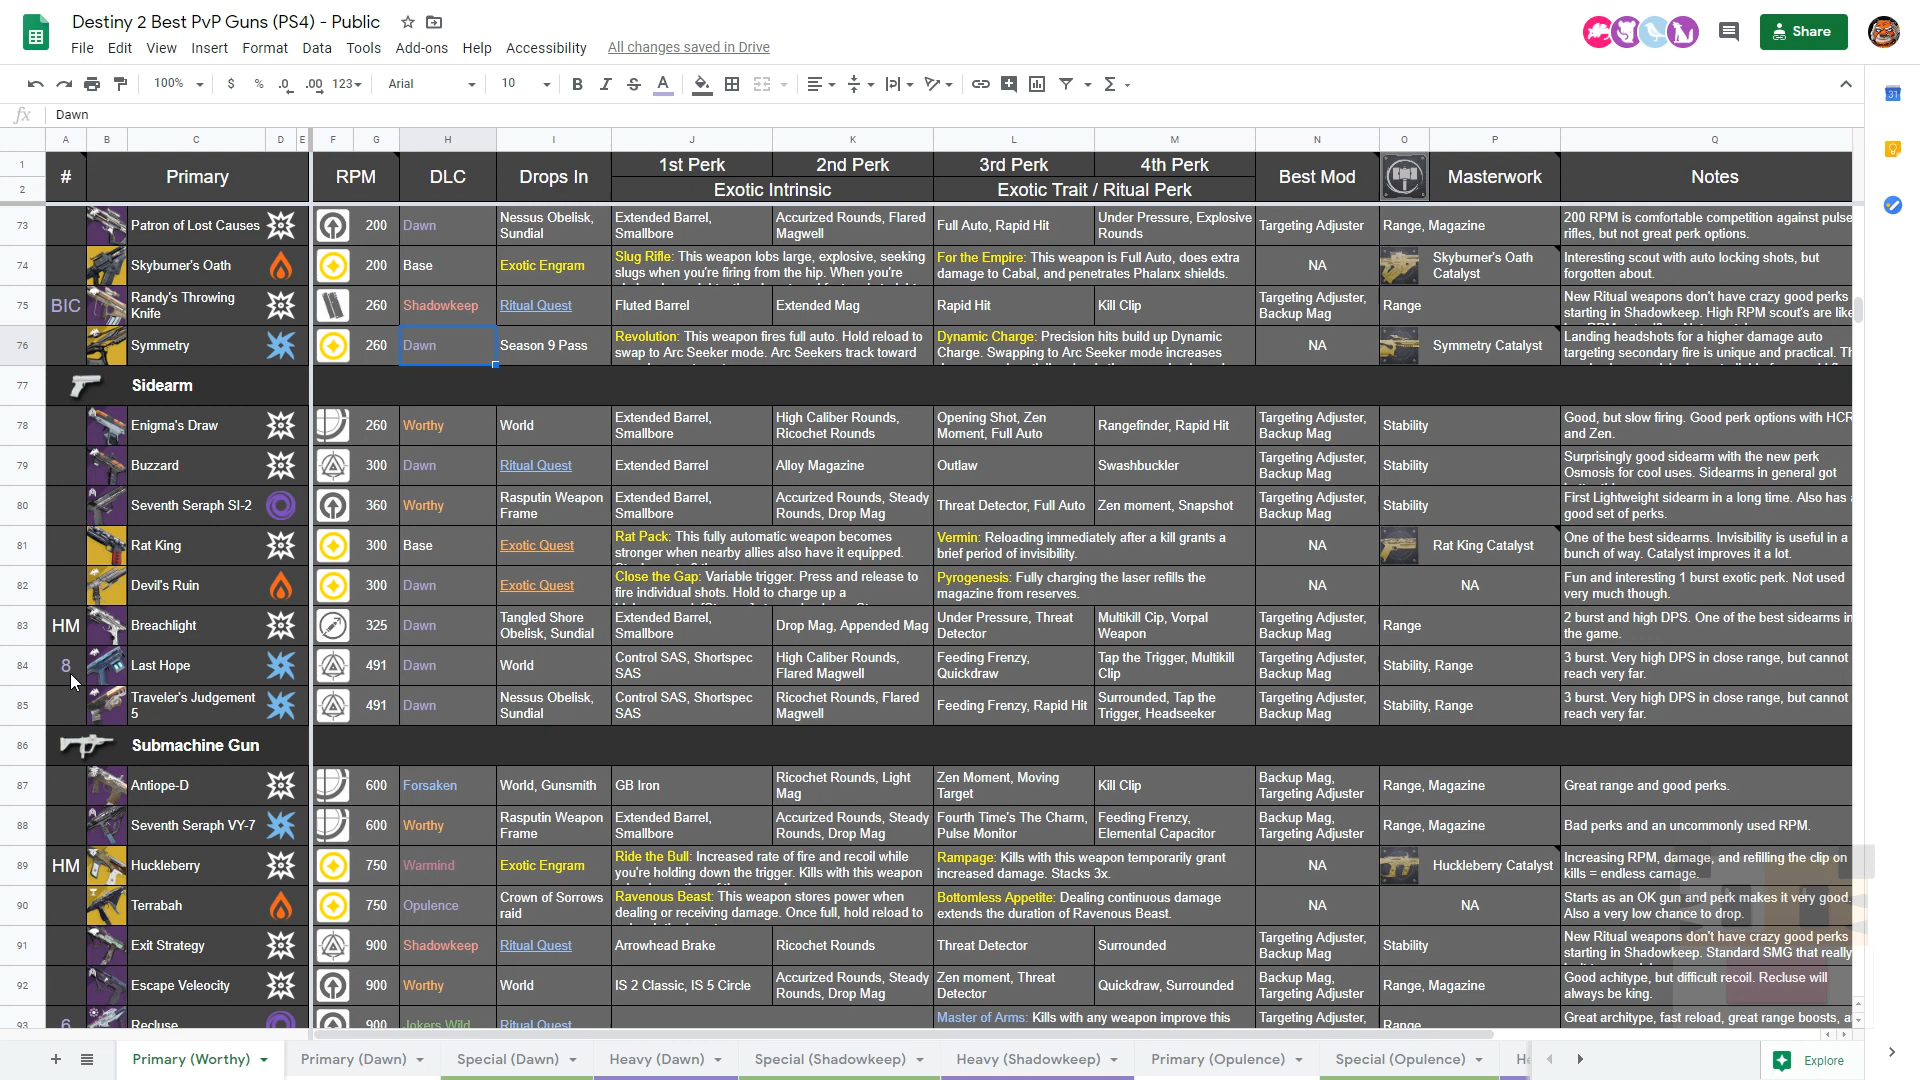 Destiny 2 Best PvP Guns (PS4) - Public
File Edit View Insert Format Data Tools Add-ons Help Accessibility All changes saved in Drive
Share
100% $ % .0 .00 123 Arial 10 B I S A
31
fx Dawn
A B C D E F G H I J K L M N O P Q
1 2
# Primary RPM DLC Drops In 1st Perk 2nd Perk 3rd Perk 4th Perk Best Mod Masterwork Notes
Exotic Intrinsic Exotic Trait / Ritual Perk
73 Patron of Lost Causes 200 Dawn Nessus Obelisk, Sundial Extended Barrel, Smallbore Accurized Rounds, Flared Magwell Full Auto, Rapid Hit Under Pressure, Explosive Rounds Targeting Adjuster Range, Magazine 200 RPM is comfortable competition against pulse rifles, but not great perk options.
74 Skyburner's Oath 200 Base Exotic Engram Slug Rifle: This weapon lobs large, explosive, seeking slugs when you're firing from the hip. When you're For the Empire: This weapon is Full Auto, does extra damage to Cabal, and penetrates Phalanx shields. NA Skyburner's Oath Catalyst Interesting scout with auto locking shots, but forgotten about.
75 BIC Randy's Throwing Knife 260 Shadowkeep Ritual Quest Fluted Barrel Extended Mag Rapid Hit Kill Clip Targeting Adjuster, Backup Mag Range New Ritual weapons don't have crazy good perks starting in Shadowkeep. High RPM scout's are like
76 Symmetry 260 Dawn Season 9 Pass Revolution: This weapon fires full auto. Hold reload to swap to Arc Seeker mode. Arc Seekers track toward Dynamic Charge: Precision hits build up Dynamic Charge. Swapping to Arc Seeker mode increases NA Symmetry Catalyst Landing headshots for a higher damage auto targeting secondary fire is unique and practical. Th
77 Sidearm
78 Enigma's Draw 260 Worthy World Extended Barrel, Smallbore High Caliber Rounds, Ricochet Rounds Opening Shot, Zen Moment, Full Auto Rangefinder, Rapid Hit Targeting Adjuster, Backup Mag Stability Good, but slow firing. Good perk options with HCR and Zen.
79 Buzzard 300 Dawn Ritual Quest Extended Barrel Alloy Magazine Outlaw Swashbuckler Targeting Adjuster, Backup Mag Stability Surprisingly good sidearm with the new perk Osmosis for cool uses. Sidearms in general got
80 Seventh Seraph SI-2 360 Worthy Rasputin Weapon Frame Extended Barrel, Smallbore Accurized Rounds, Steady Rounds, Drop Mag Threat Detector, Full Auto Zen moment, Snapshot Targeting Adjuster, Backup Mag Stability First Lightweight sidearm in a long time. Also has a good set of perks.
81 Rat King 300 Base Exotic Quest Rat Pack: This fully automatic weapon becomes stronger when nearby allies also have it equipped. Vermin: Reloading immediately after a kill grants a brief period of invisibility. NA Rat King Catalyst One of the best sidearms. Invisibility is useful in a bunch of way. Catalyst improves it a lot.
82 Devil's Ruin 300 Dawn Exotic Quest Close the Gap: Variable trigger. Press and release to fire individual shots. Hold to charge up a Pyrogenesis: Fully charging the laser refills the magazine from reserves. NA NA Fun and interesting 1 burst exotic perk. Not used very much though.
83 HM Breachlight 325 Dawn Tangled Shore Obelisk, Sundial Extended Barrel, Smallbore Drop Mag, Appended Mag Under Pressure, Threat Detector Multikill Cip, Vorpal Weapon Targeting Adjuster, Backup Mag Range 2 burst and high DPS. One of the best sidearms in the game.
84 8 Last Hope 491 Dawn World Control SAS, Shortspec SAS High Caliber Rounds, Flared Magwell Feeding Frenzy, Quickdraw Tap the Trigger, Multikill Clip Targeting Adjuster, Backup Mag Stability, Range 3 burst. Very high DPS in close range, but cannot reach very far.
85 Traveler's Judgement 5 491 Dawn Nessus Obelisk, Sundial Control SAS, Shortspec SAS Ricochet Rounds, Flared Magwell Feeding Frenzy, Rapid Hit Surrounded, Tap the Trigger, Headseeker Targeting Adjuster, Backup Mag Stability, Range 3 burst. Very high DPS in close range, but cannot reach very far.
86 Submachine Gun
87 Antiope-D 600 Forsaken World, Gunsmith GB Iron Ricochet Rounds, Light Mag Zen Moment, Moving Target Kill Clip Backup Mag, Targeting Adjuster Range, Magazine Great range and good perks.
88 Seventh Seraph VY-7 600 Worthy Rasputin Weapon Frame Extended Barrel, Smallbore Accurized Rounds, Steady Rounds, Drop Mag Fourth Time's The Charm, Pulse Monitor Feeding Frenzy, Elemental Capacitor Backup Mag, Targeting Adjuster Range, Magazine Bad perks and an uncommonly used RPM.
89 HM Huckleberry 750 Warmind Exotic Engram Ride the Bull: Increased rate of fire and recoil while you're holding down the trigger. Kills with this weapon Rampage: Kills with this weapon temporarily grant increased damage. Stacks 3x. NA Huckleberry Catalyst Increasing RPM, damage, and refilling the clip on kills = endless carnage.
90 Terrabah 750 Opulence Crown of Sorrows raid Ravenous Beast: This weapon stores power when dealing or receiving damage. Once full, hold reload to Bottomless Appetite: Dealing continuous damage extends the duration of Ravenous Beast. NA NA Starts as an OK gun and perk makes it very good. Also a very low chance to drop.
91 Exit Strategy 900 Shadowkeep Ritual Quest Arrowhead Brake Ricochet Rounds Threat Detector Surrounded Targeting Adjuster, Backup Mag Stability New Ritual weapons don't have crazy good perks starting in Shadowkeep. Standard SMG that really
92 Escape Veleocity 900 Worthy World IS 2 Classic, IS 5 Circle Accurized Rounds, Steady Rounds, Drop Mag Zen moment, Threat Detector Quickdraw, Surrounded Backup Mag, Targeting Adjuster Range, Magazine Good achitype, but difficult recoil. Recluse will always be king.
93 6 Recluse 900 Jokers Wild Ritual Quest Master of Arms: Kills with any weapon improve this Targeting Adjuster, Range Great architype, fast reload, great range boosts, a
Primary (Worthy) Primary (Dawn) Special (Dawn) Heavy (Dawn) Special (Shadowkeep) Heavy (Shadowkeep) Primary (Opulence) Special (Opulence) He Explore